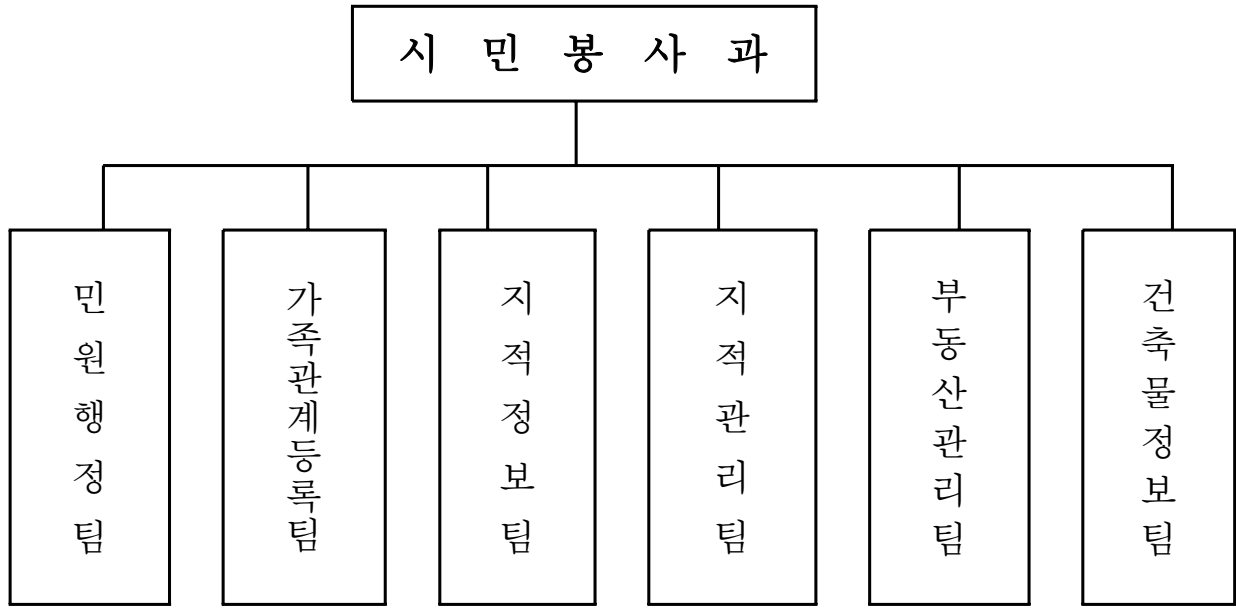 시 민 봉 사 과
민원행정팀
가족관계등록팀
지적정보팀
지적관리팀
부동산관리팀
건축물정보팀